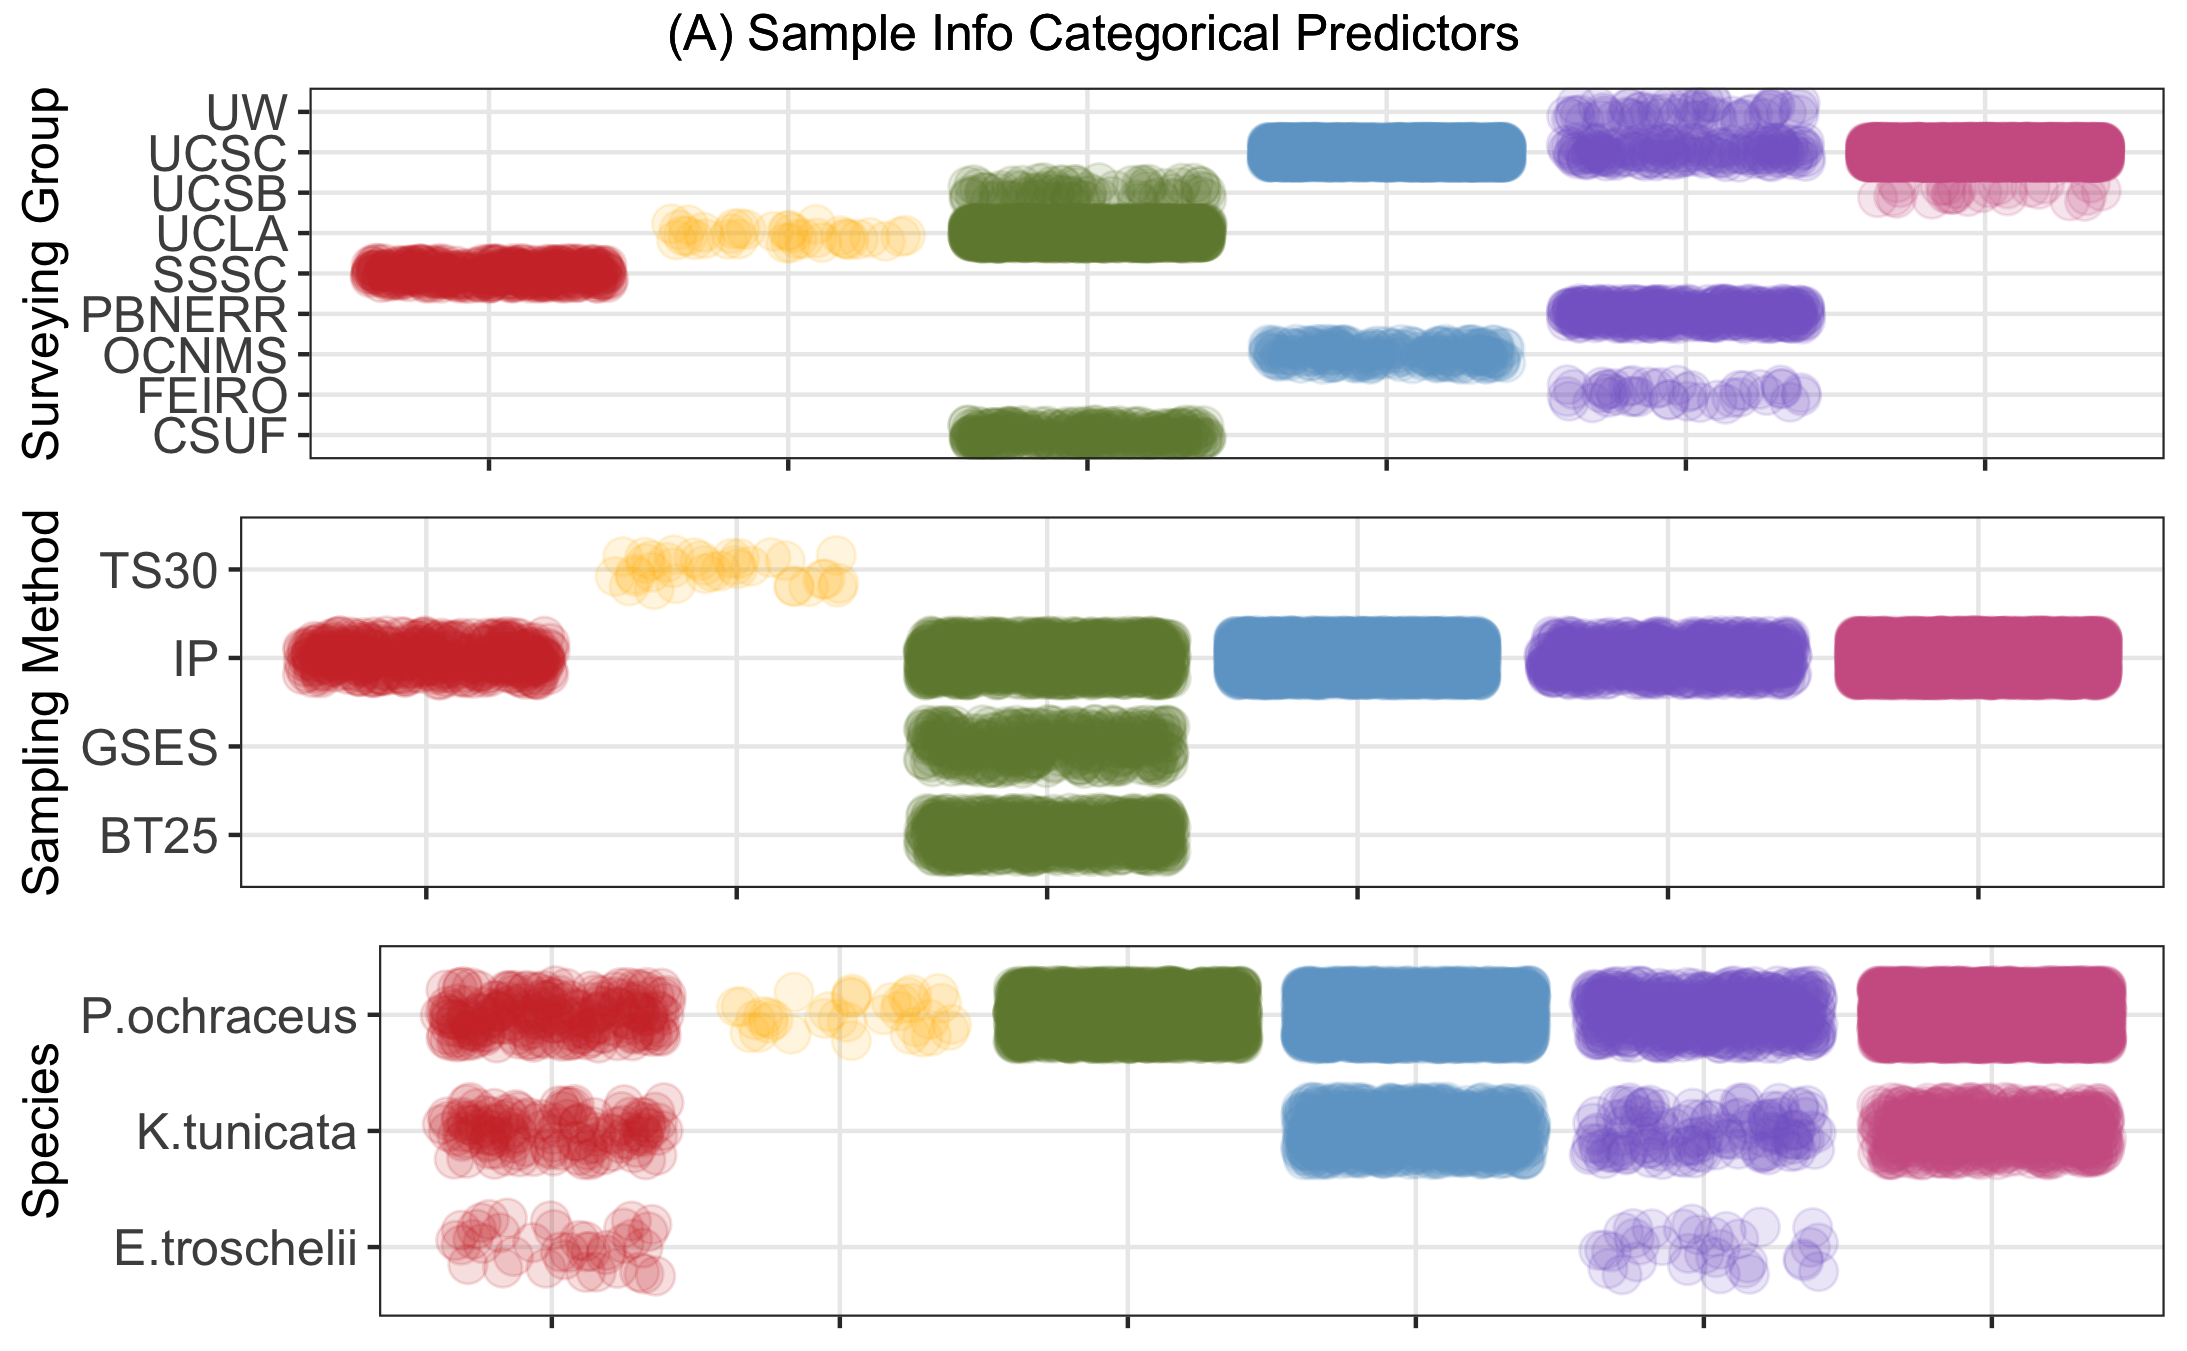 (A) Sample Info Categorical Predictors
Surveying Group
UW
UCSC
UCSB
UCLA
SSSC
PBNERR
OCNMS
FEIRO
CSUF
Sampling Method
TS30
IP
GSES
BT25
Species
P.ochraceus
K.tunicata
E.troschelii